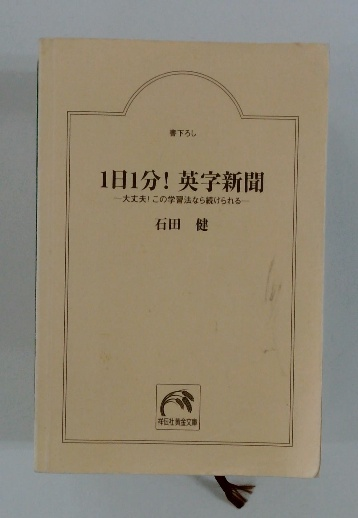 書下ろし
1日1分！ 英字新聞
―大丈夫！この学習法なら続けられる―
石田 健
祥伝社黄金文庫